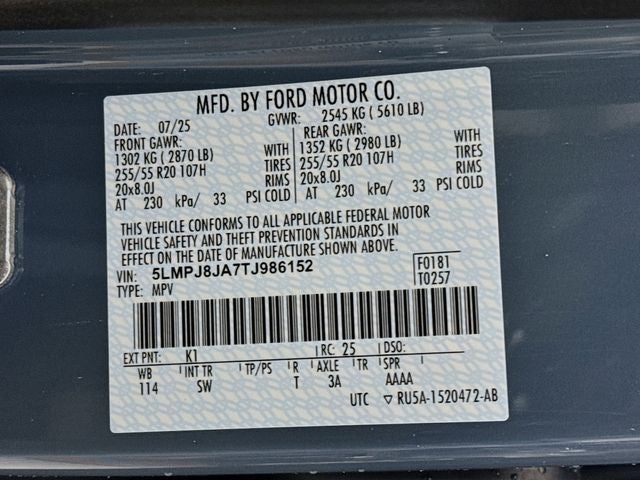 MFD. BY FORD MOTOR CO.
DATE: 07/25 GVWR: 2545 KG ( 5610 LB)
FRONT GAWR: REAR GAWR:
1302 KG ( 2870 LB) WITH 1352 KG ( 2980 LB) WITH
255/55 R20 107H TIRES 255/55 R20 107H TIRES
20x8.0J RIMS 20x8.0J RIMS
AT 230 kPa/ 33 PSI COLD AT 230 kPa/ 33 PSI COLD
THIS VEHICLE CONFORMS TO ALL APPLICABLE FEDERAL MOTOR
VEHICLE SAFETY AND THEFT PREVENTION STANDARDS IN
EFFECT ON THE DATE OF MANUFACTURE SHOWN ABOVE.
VIN: 5LMPJ8JA7TJ986152 F0181
TYPE: MPV T0257
EXT PNT: K1 RC: 25 DSO:
WB INT TR TP/PS R AXLE TR SPR
114 SW T 3A AAAA
UTC ▽ RU5A-1520472-AB